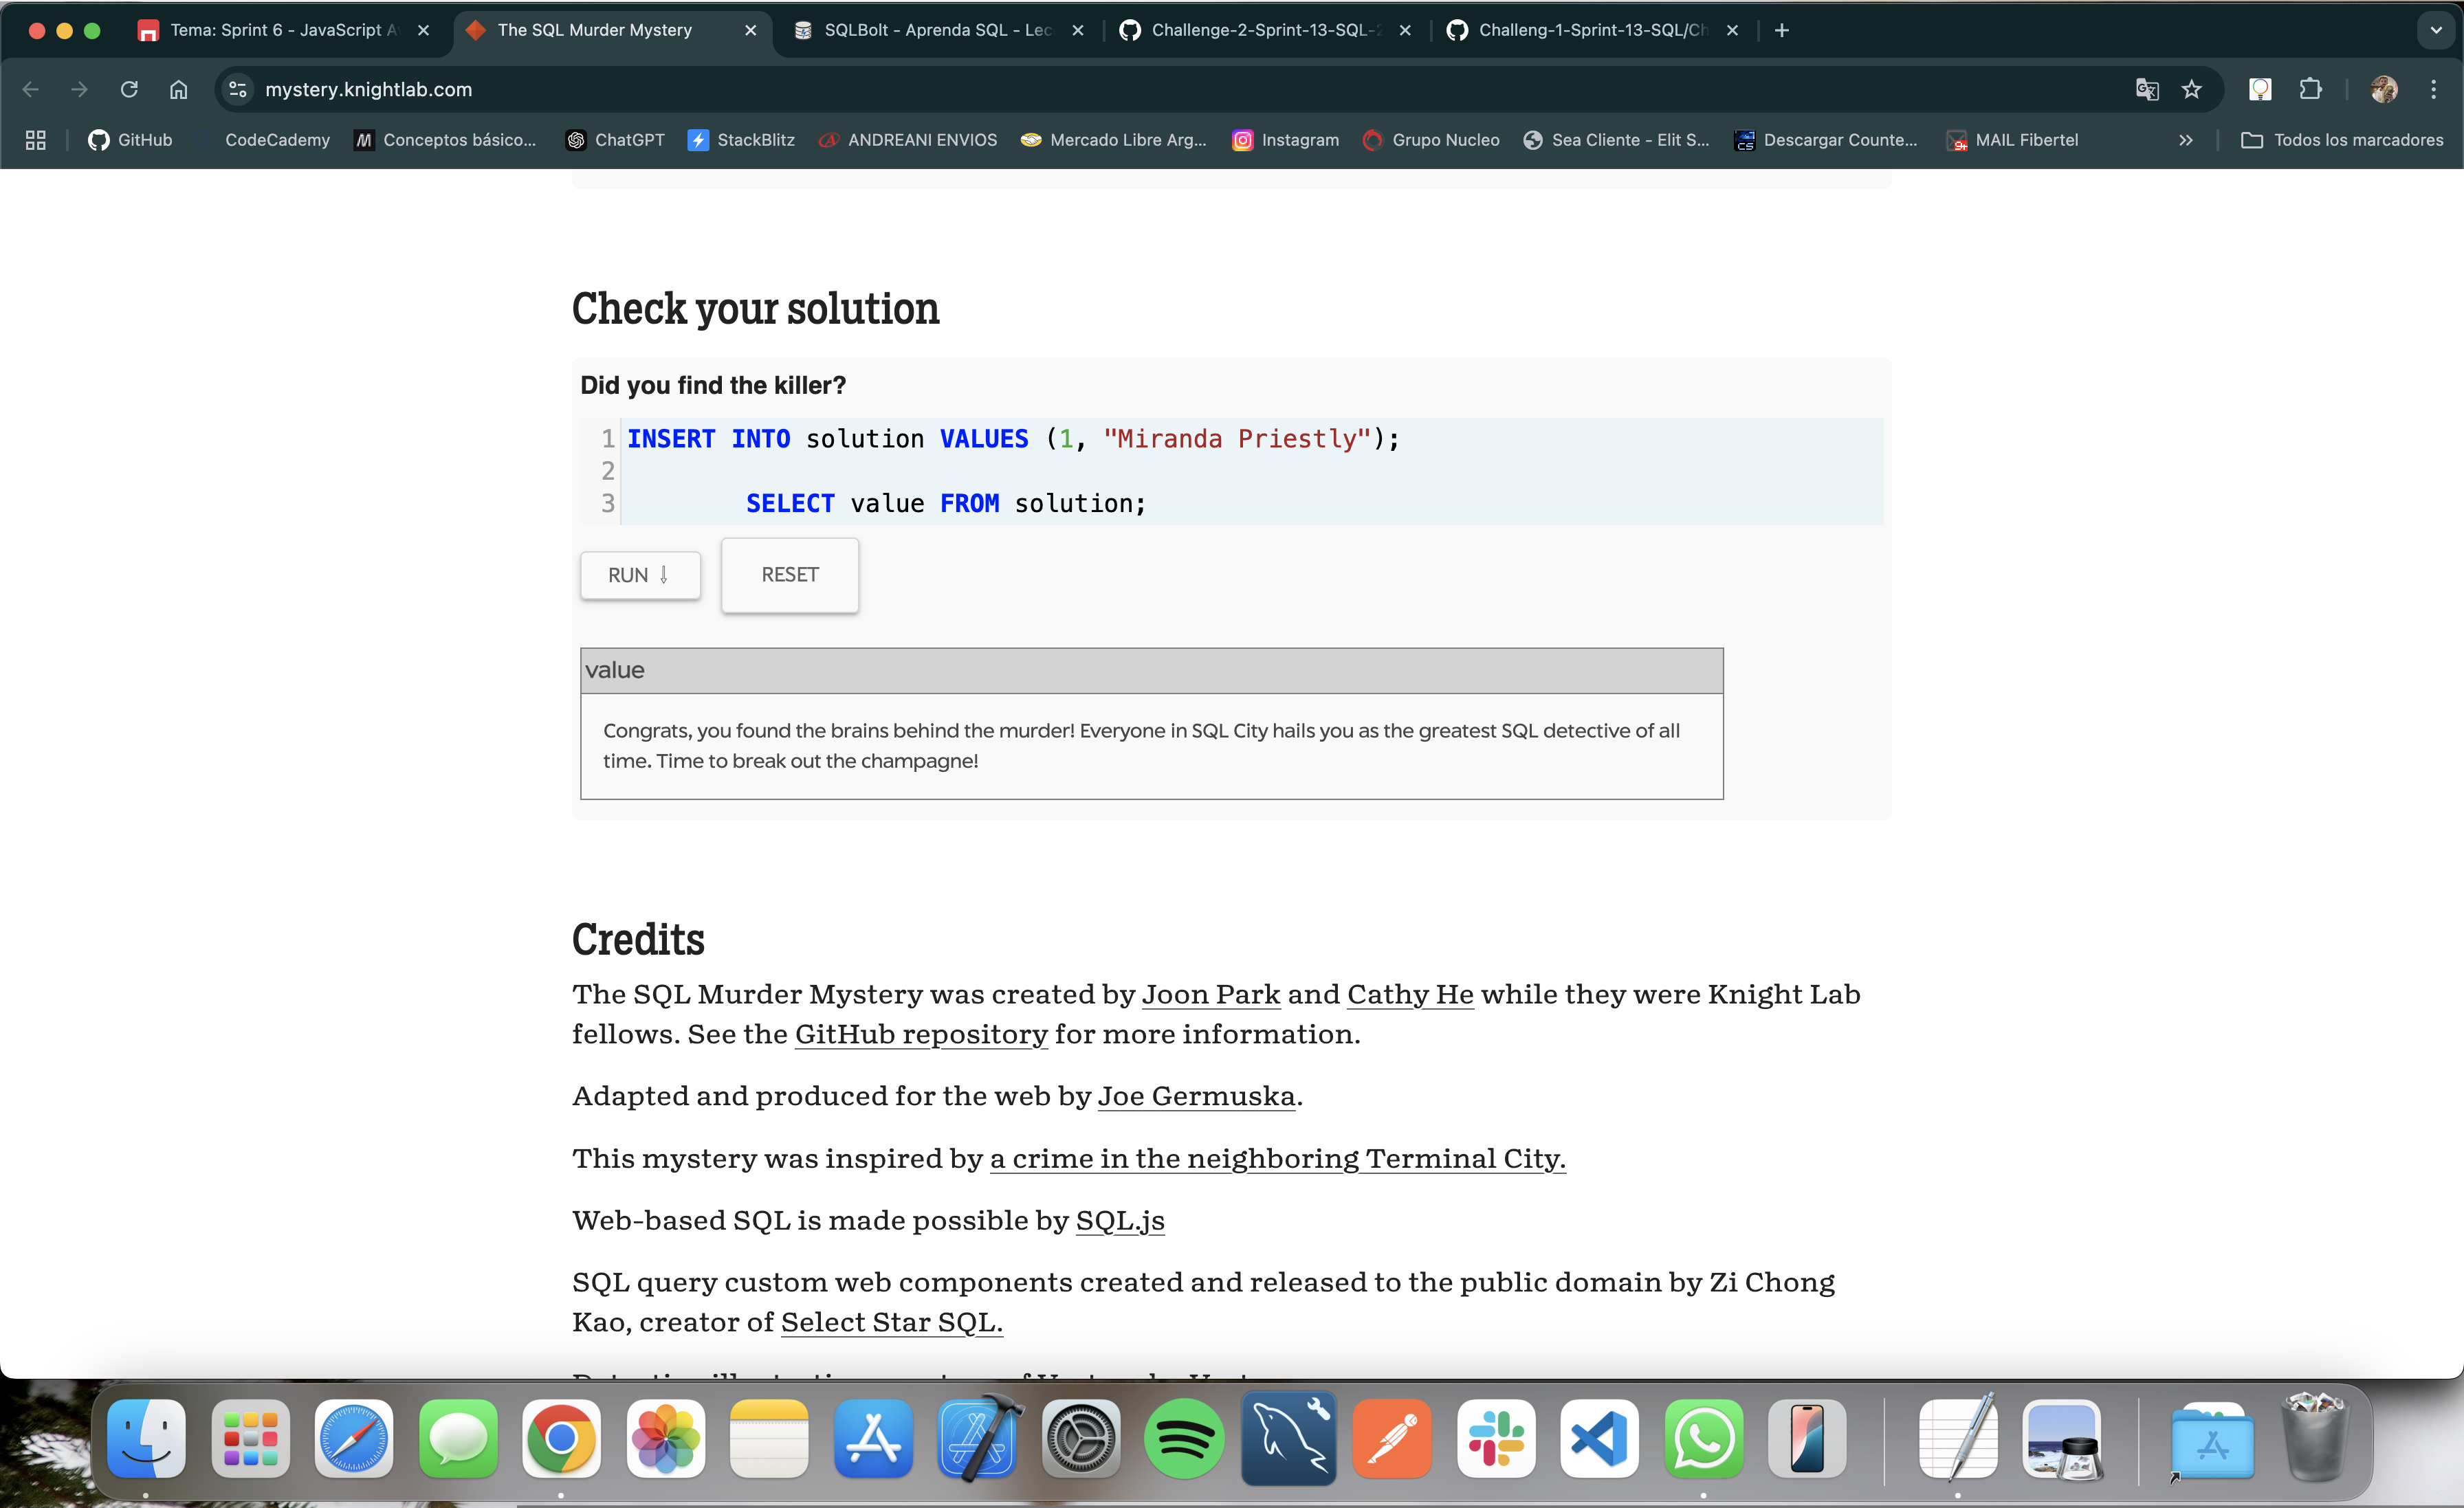 Tema: Sprint 6 - JavaScript A
The SQL Murder Mystery
SQLBolt - Aprenda SQL - Lec
Challenge-2-Sprint-13-SQL-2
Challeng-1-Sprint-13-SQL/Ch
mystery.knightlab.com
GitHub
CodeCademy
Conceptos básico...
ChatGPT
StackBlitz
ANDREANI ENVIOS
Mercado Libre Arg...
Instagram
Grupo Nucleo
Sea Cliente - Elit S...
Descargar Counte...
MAIL Fibertel
Todos los marcadores
Check your solution
Did you find the killer?
1 INSERT INTO solution VALUES (1, "Miranda Priestly");
2
3 SELECT value FROM solution;
RUN ⇩
RESET
value
Congrats, you found the brains behind the murder! Everyone in SQL City hails you as the greatest SQL detective of all
time. Time to break out the champagne!
Credits
The SQL Murder Mystery was created by Joon Park and Cathy He while they were Knight Lab
fellows. See the GitHub repository for more information.
Adapted and produced for the web by Joe Germuska.
This mystery was inspired by a crime in the neighboring Terminal City.
Web-based SQL is made possible by SQL.js
SQL query custom web components created and released to the public domain by Zi Chong
Kao, creator of Select Star SQL.